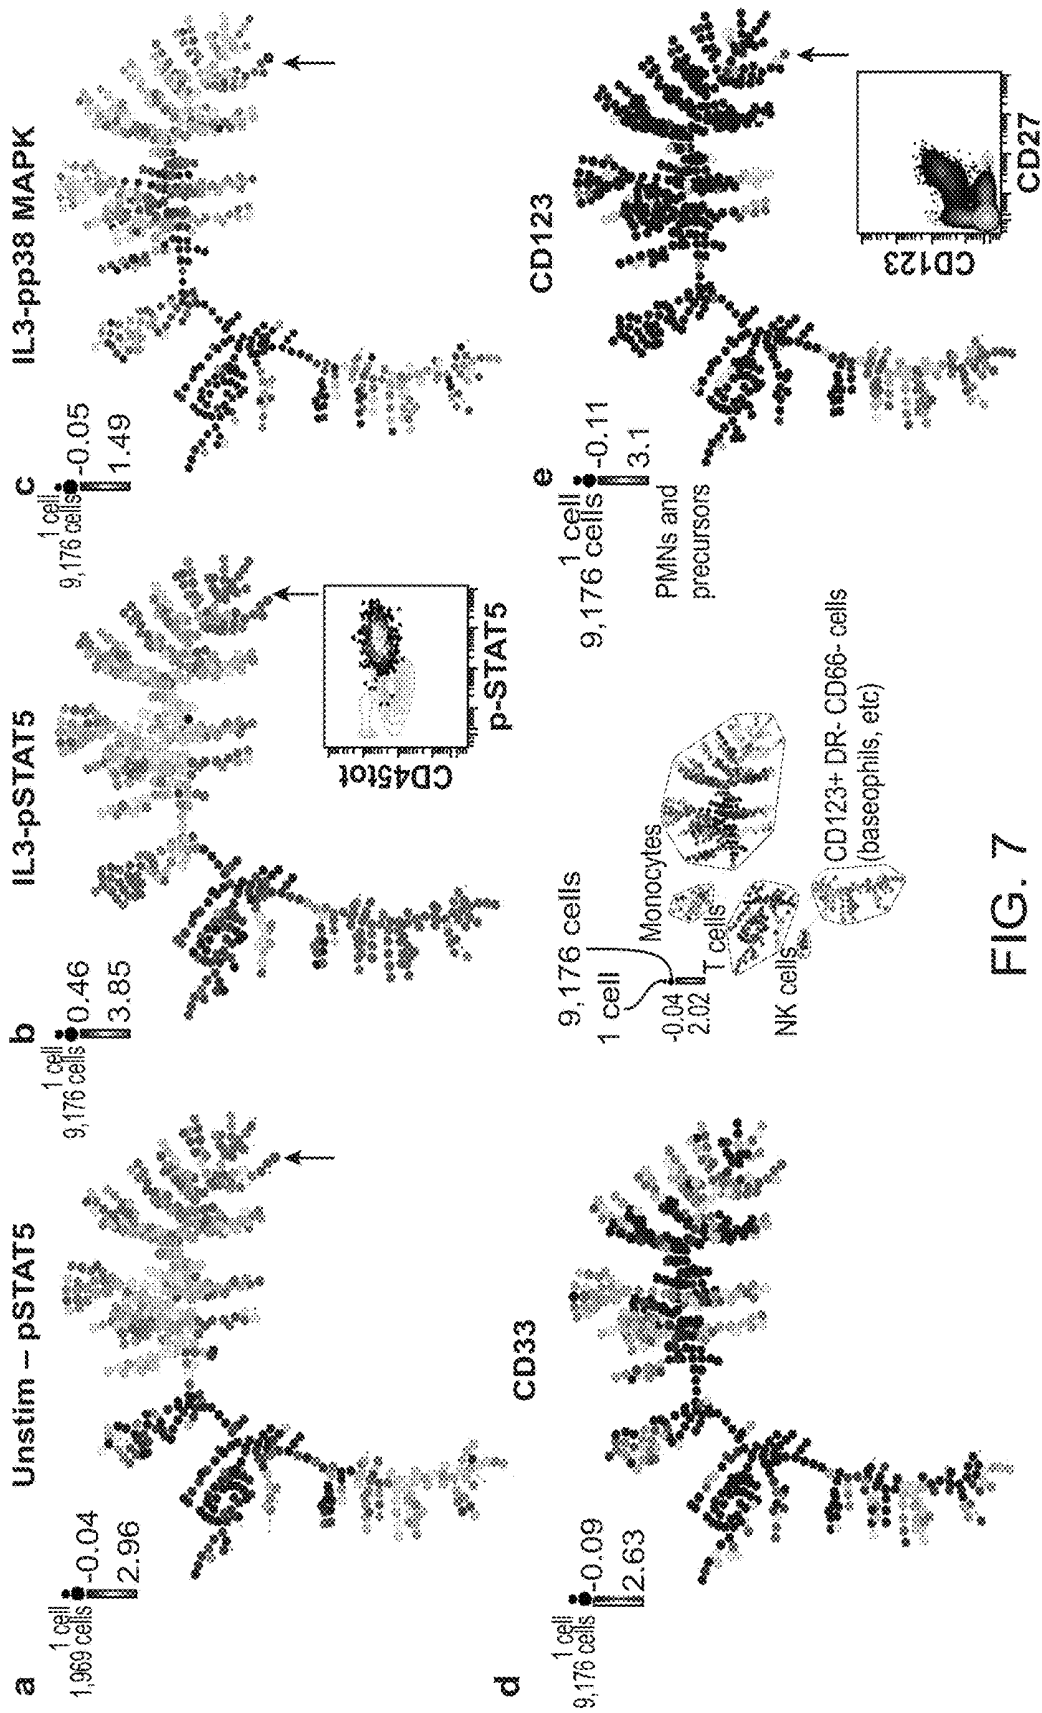 a
Unstim – pSTAT5
1 cell
1,969 cells
-0.04
2.96
b
IL3-pSTAT5
1 cell
9,176 cells
0.46
3.85
CD45tot
p-STAT5
c
IL3-pp38 MAPK
1 cell
9,176 cells
-0.05
1.49
d
CD33
1 cell
9,176 cells
-0.09
2.63
9,176 cells
1 cell
-0.04
2.02
Monocytes
T cells
NK cells
PMNs and
precursors
CD123+ DR- CD66- cells
(baseophils, etc)
e
CD123
1 cell
9,176 cells
-0.11
3.1
CD123
CD27
FIG. 7